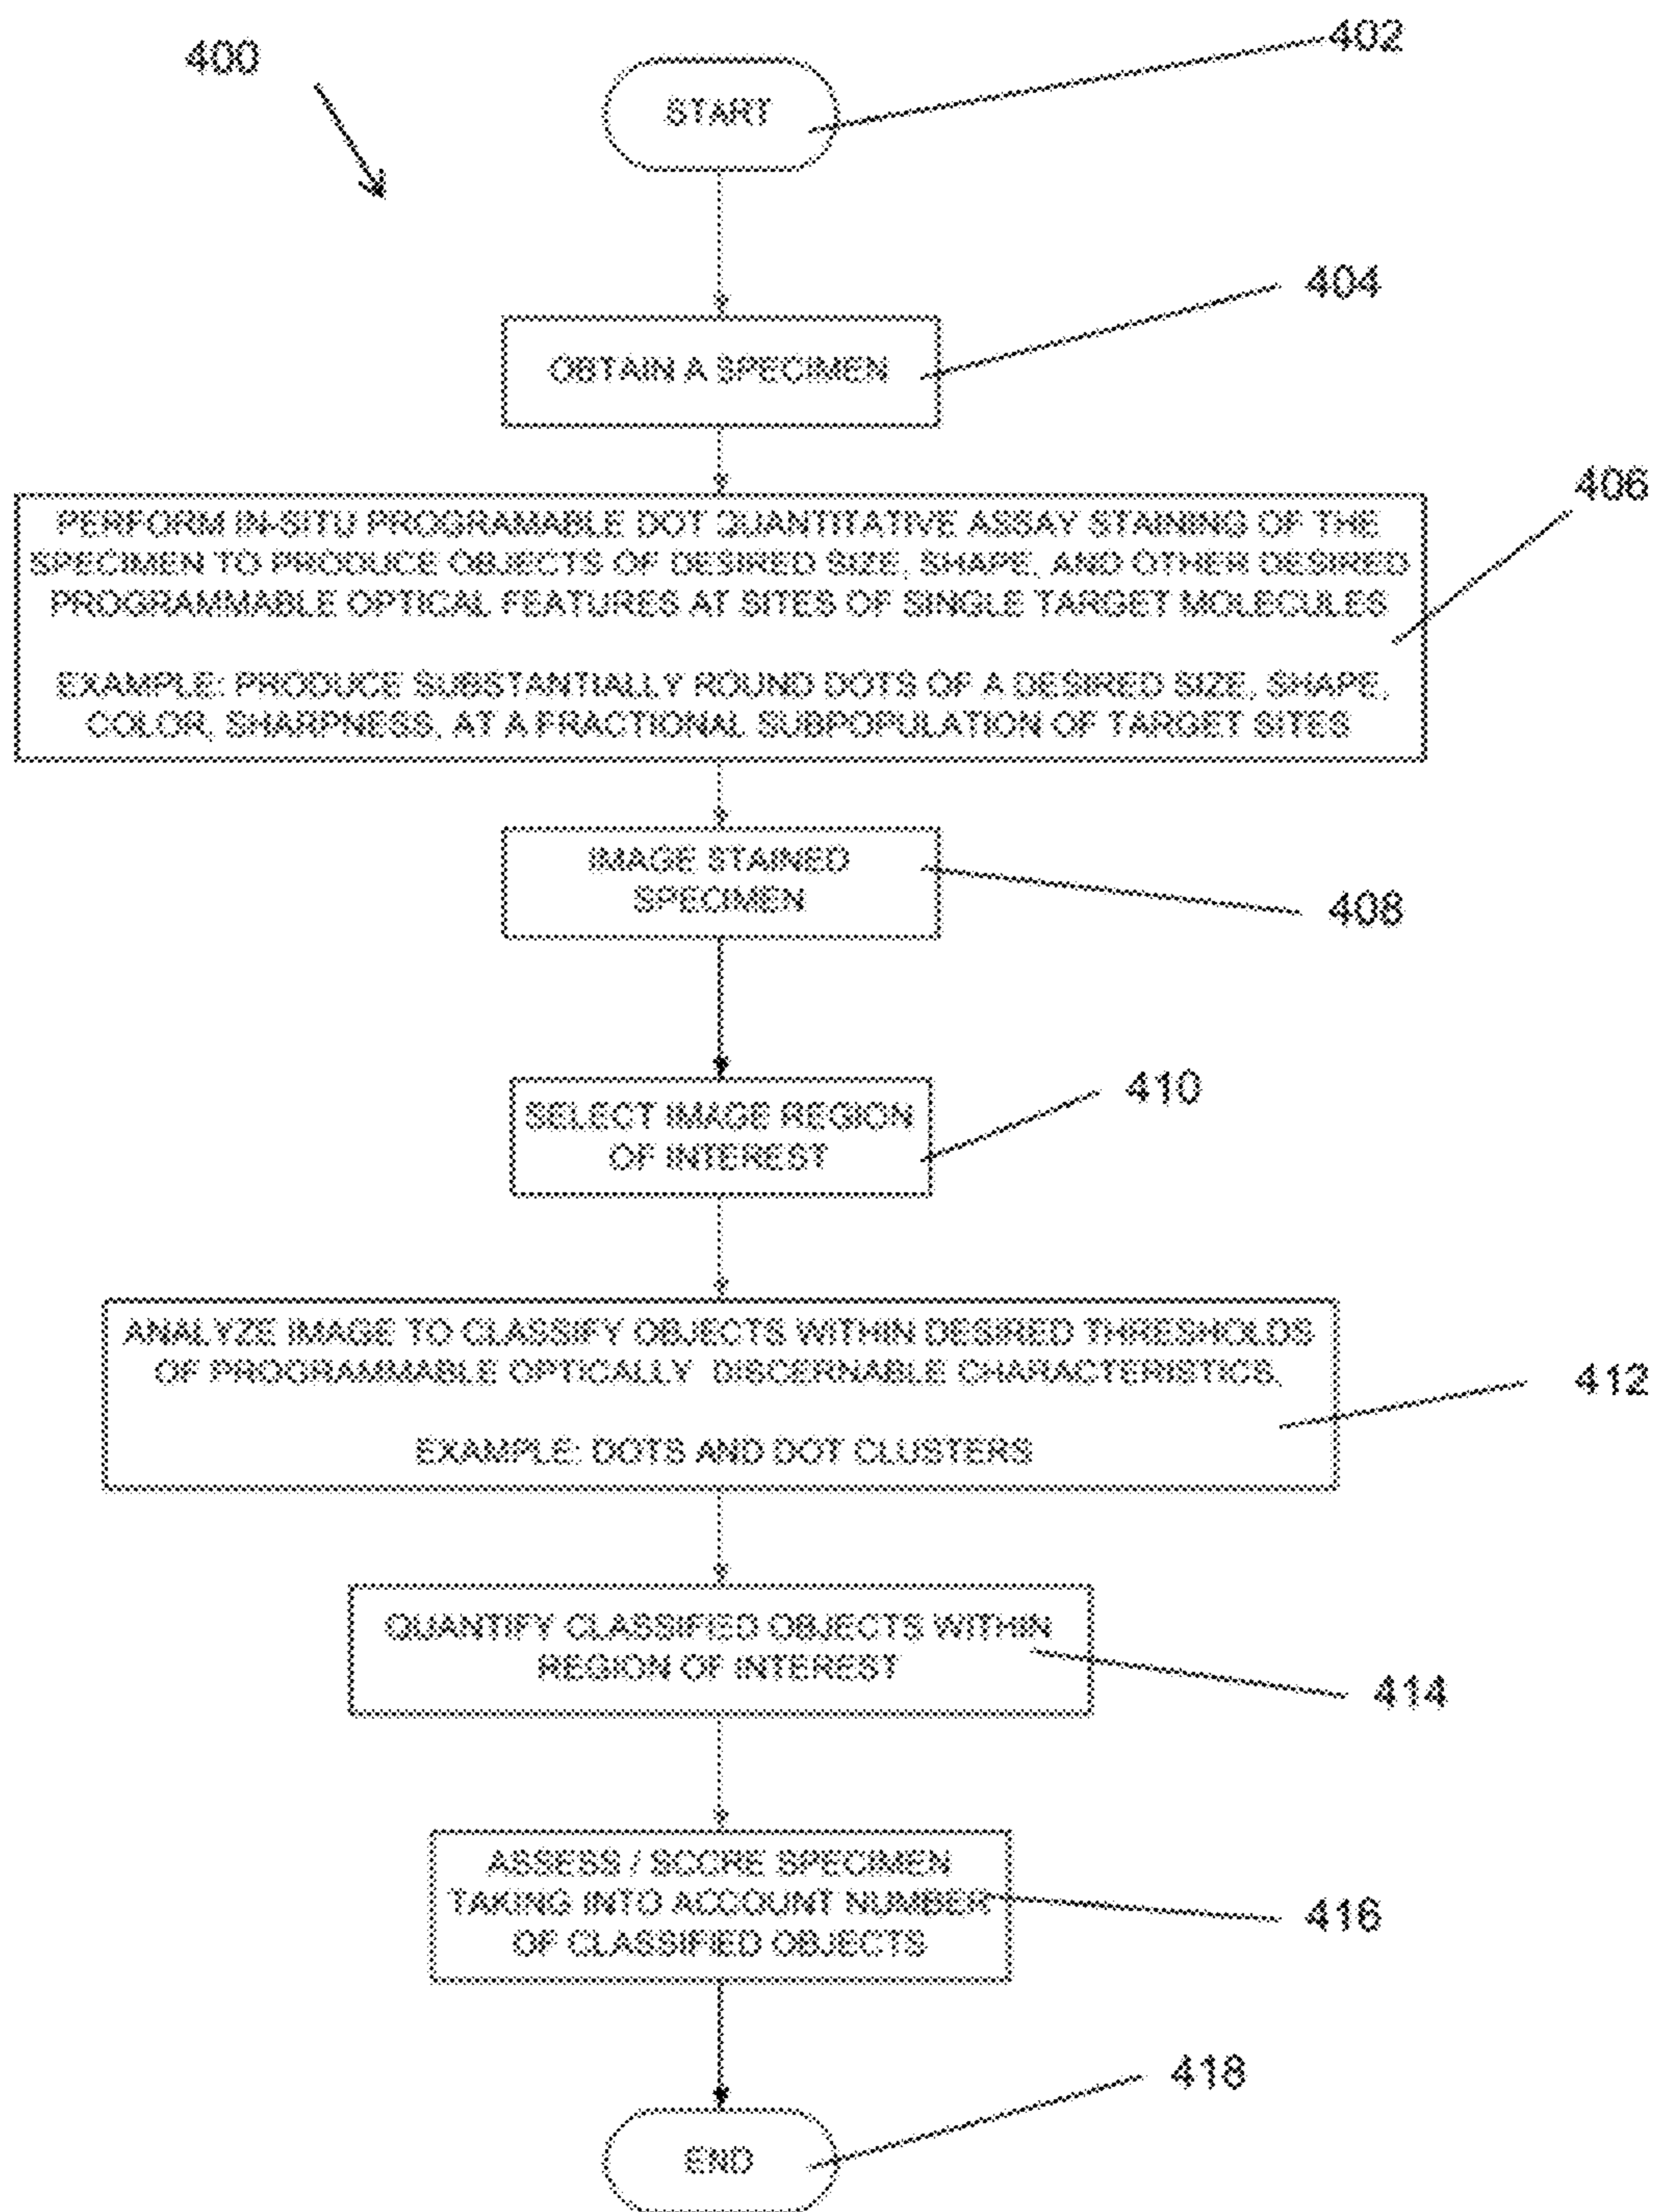 400
402
START
404
OBTAIN A SPECIMEN
406
PERFORM IN-SITU PROGRAMABLE DOT QUANTITATIVE ASSAY STAINING OF THE
SPECIMEN TO PRODUCE OBJECTS OF DESIRED SIZE, SHAPE, AND OTHER DESIRED
PROGRAMMABLE OPTICAL FEATURES AT SITES OF SINGLE TARGET MOLECULES
EXAMPLE: PRODUCE SUBSTANTIALLY ROUND DOTS OF A DESIRED SIZE, SHAPE,
COLOR, SHARPNESS, AT A FRACTIONAL SUBPOPULATION OF TARGET SITES
IMAGE STAINED
SPECIMEN
408
410
SELECT IMAGE REGION
OF INTEREST
ANALYZE IMAGE TO CLASSIFY OBJECTS WITHIN DESIRED THRESHOLDS
OF PROGRAMMABLE OPTICALLY DISCERNABLE CHARACTERISTICS.
412
EXAMPLE: DOTS AND DOT CLUSTERS
QUANTIFY CLASSIFIED OBJECTS WITHIN
REGION OF INTEREST
414
ASSESS / SCORE SPECIMEN
TAKING INTO ACCOUNT NUMBER
OF CLASSIFIED OBJECTS
416
418
END